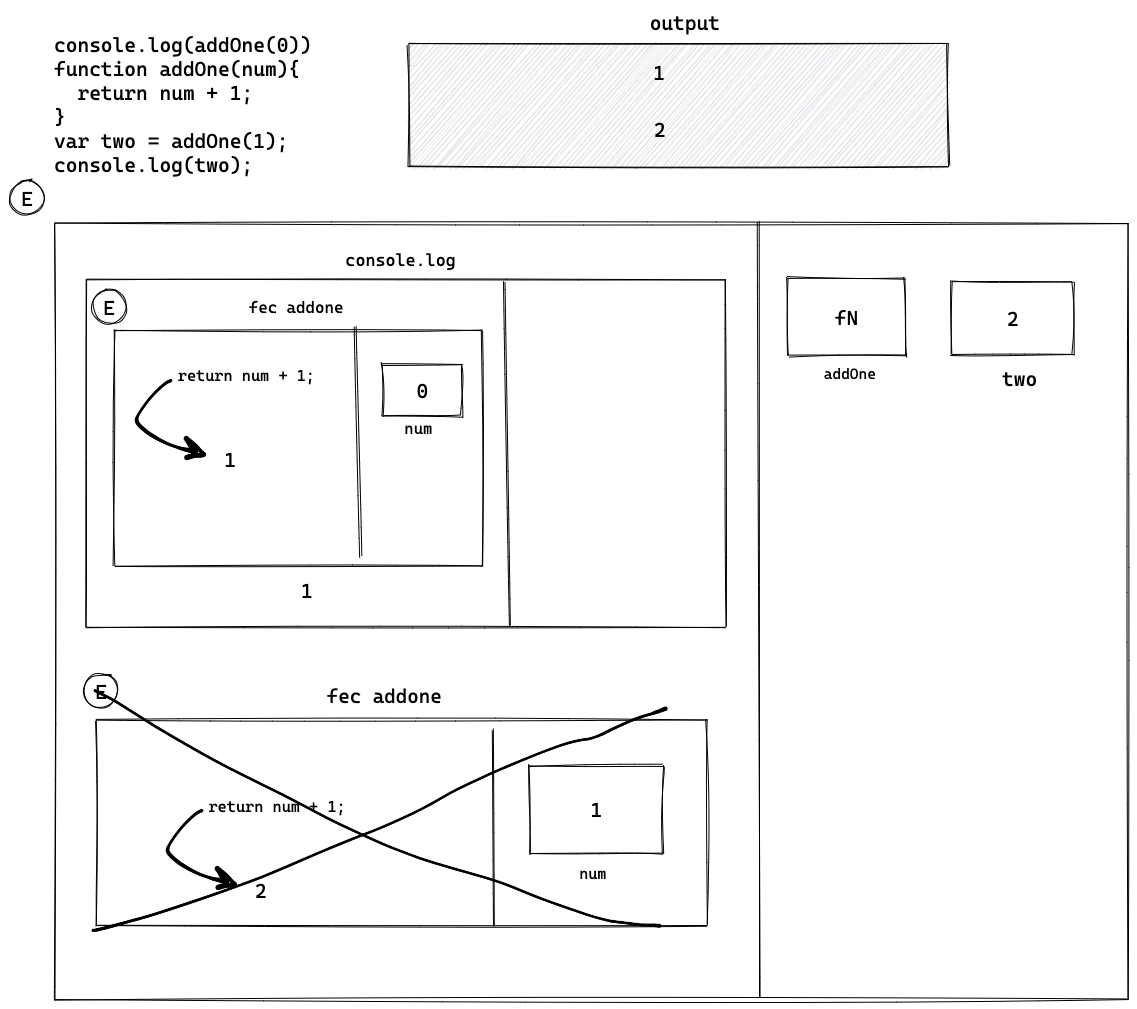 console.log(addOne(0))
function addOne(num){
  return num + 1;
}
var two = addOne(1);
console.log(two);
output
1
2
E
console.log
E
fec addone
return num + 1;
1
0
num
1
fN
addOne
2
two
E
fec addone
return num + 1;
2
1
num